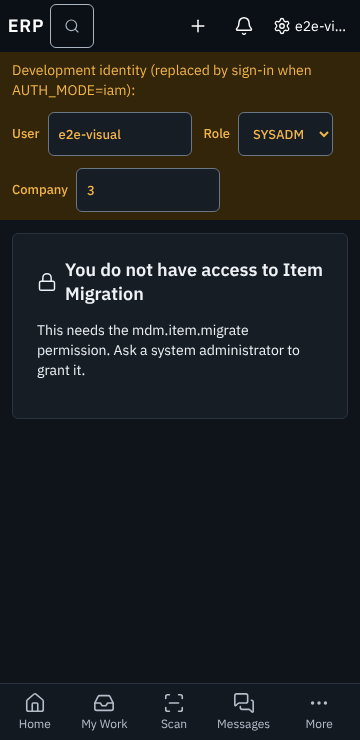 ERP
e2e-vi...
Development identity (replaced by sign-in when
AUTH_MODE=iam):
User e2e-visual Role SYSADM
Company 3
You do not have access to Item
Migration
This needs the mdm.item.migrate
permission. Ask a system administrator to
grant it.
Home My Work Scan Messages More